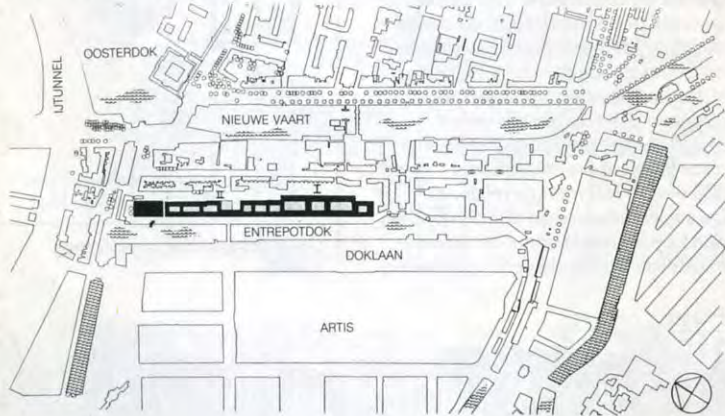 OOSTERDOK
IJTUNNEL
NIEUWE VAART
ENTREPOTDOK
DOKLAAN
ARTIS